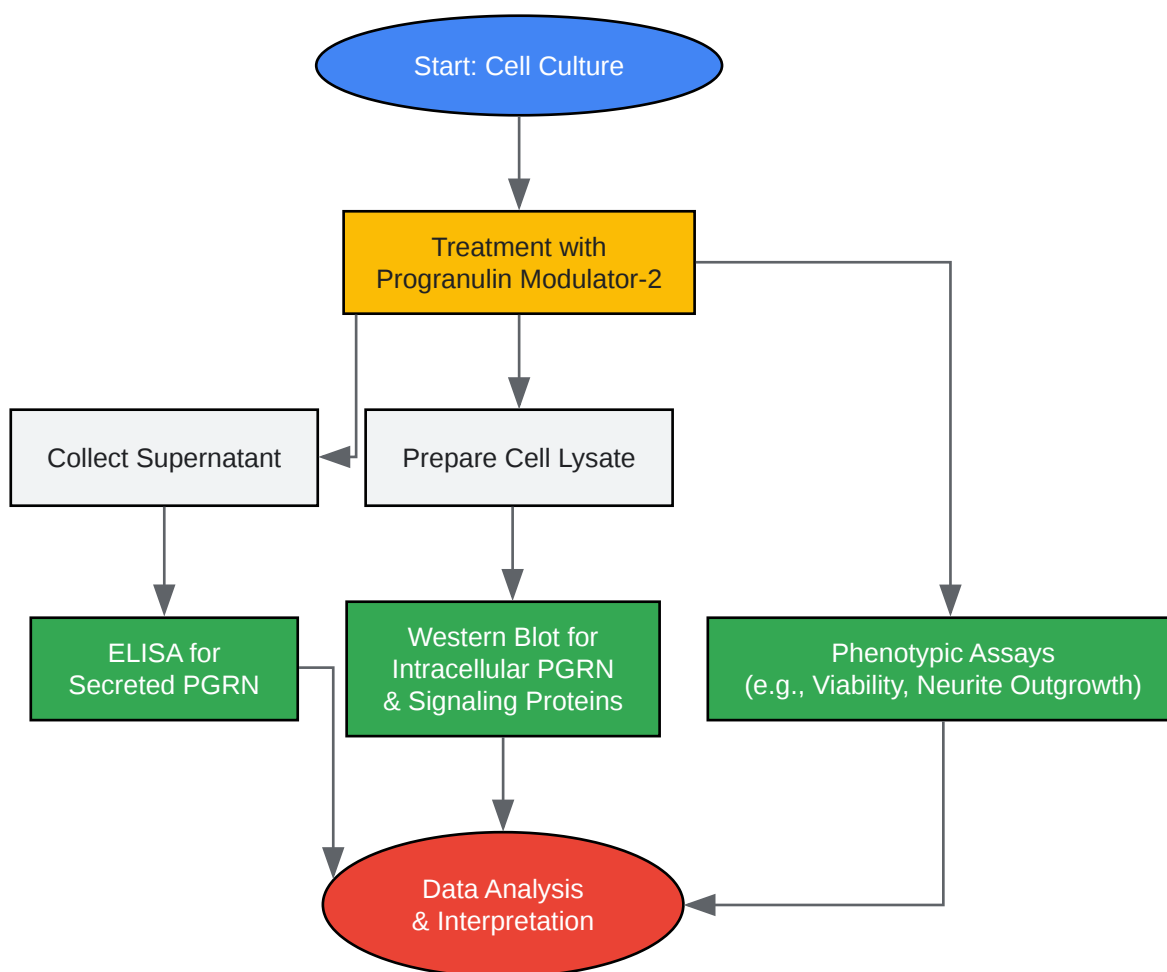 Start: Cell Culture
Treatment with
Progranulin Modulator-2
Collect Supernatant
Prepare Cell Lysate
ELISA for
Secreted PGRN
Western Blot for
Intracellular PGRN
& Signaling Proteins
Phenotypic Assays
(e.g., Viability, Neurite Outgrowth)
Data Analysis
& Interpretation